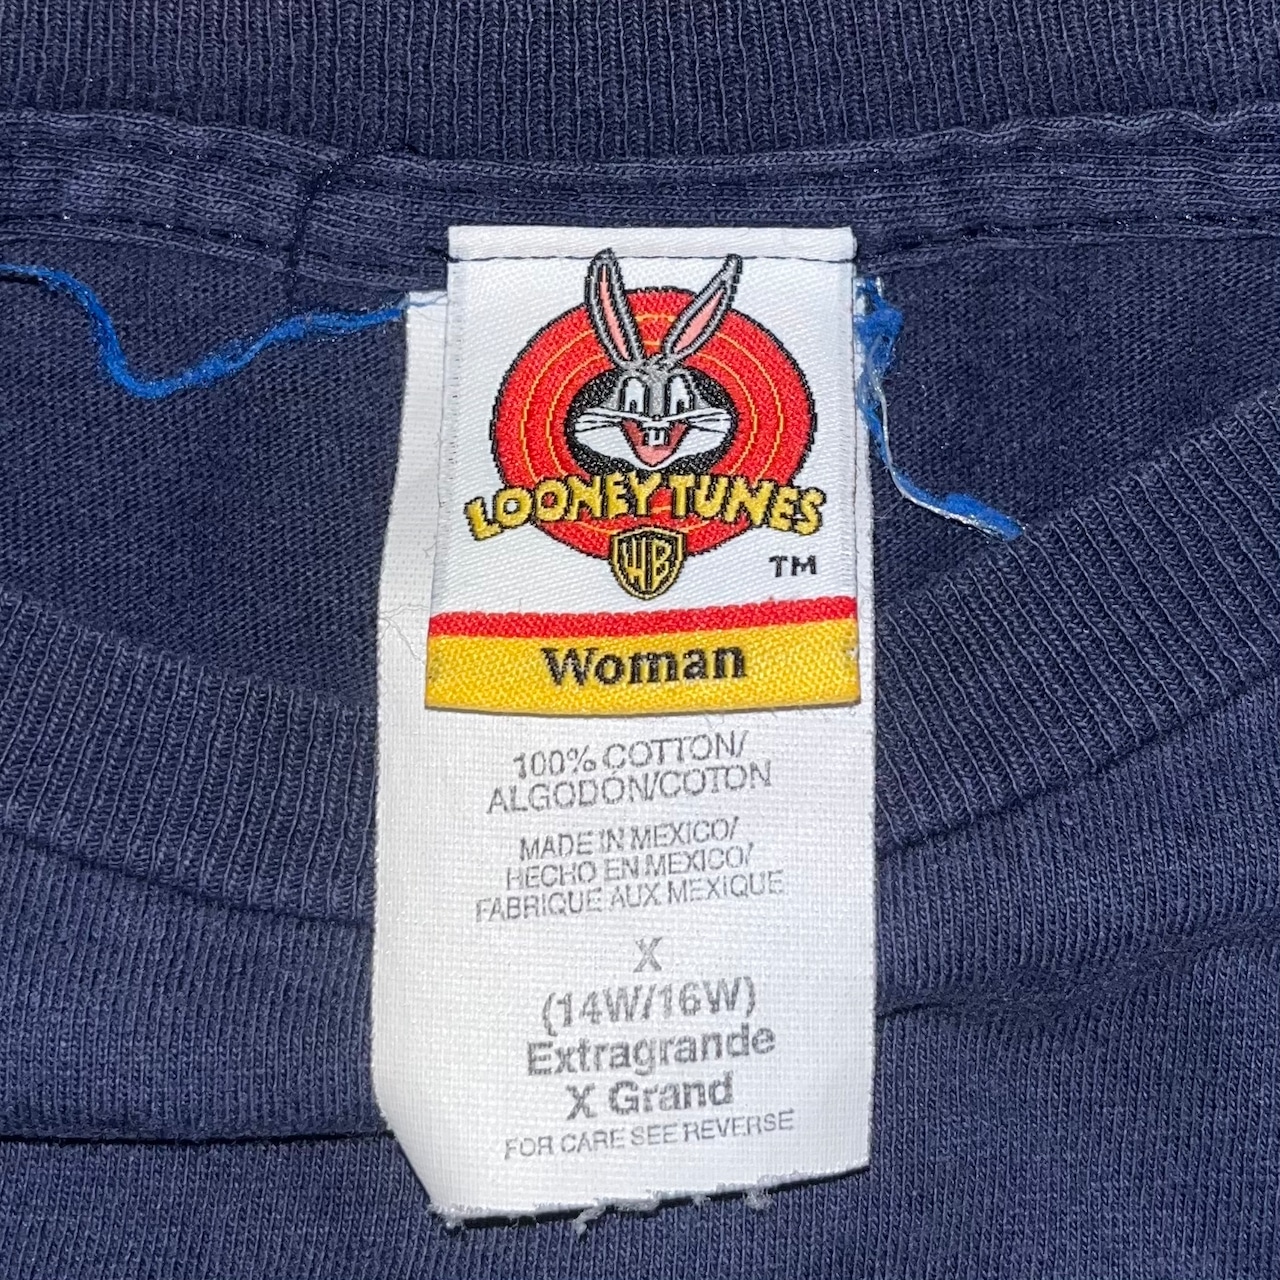 LOONEY TUNES
WB
TM
Woman
100% COTTON/
ALGODON/COTON
MADE IN MEXICO/
HECHO EN MEXICO/
FABRIQUE AUX MEXIQUE
X
(14W/16W)
Extragrande
X Grand
FOR CARE SEE REVERSE